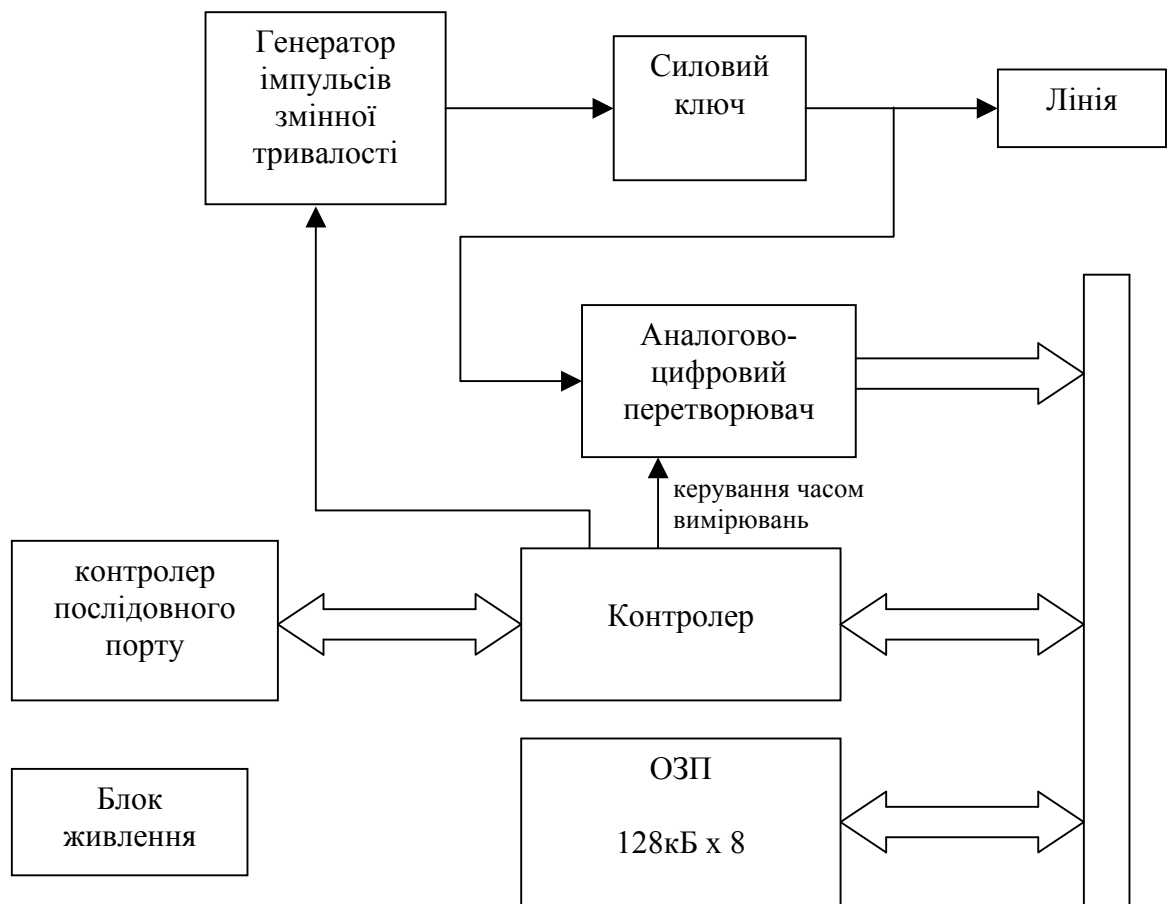 Генератор
імпульсів
змінної
тривалості
Силовий
ключ
Лінія
Аналогово-
цифровий
перетворювач
керування часом
вимірювань
контролер
послідовного
порту
Контролер
Блок
живлення
ОЗП
128кБ х 8